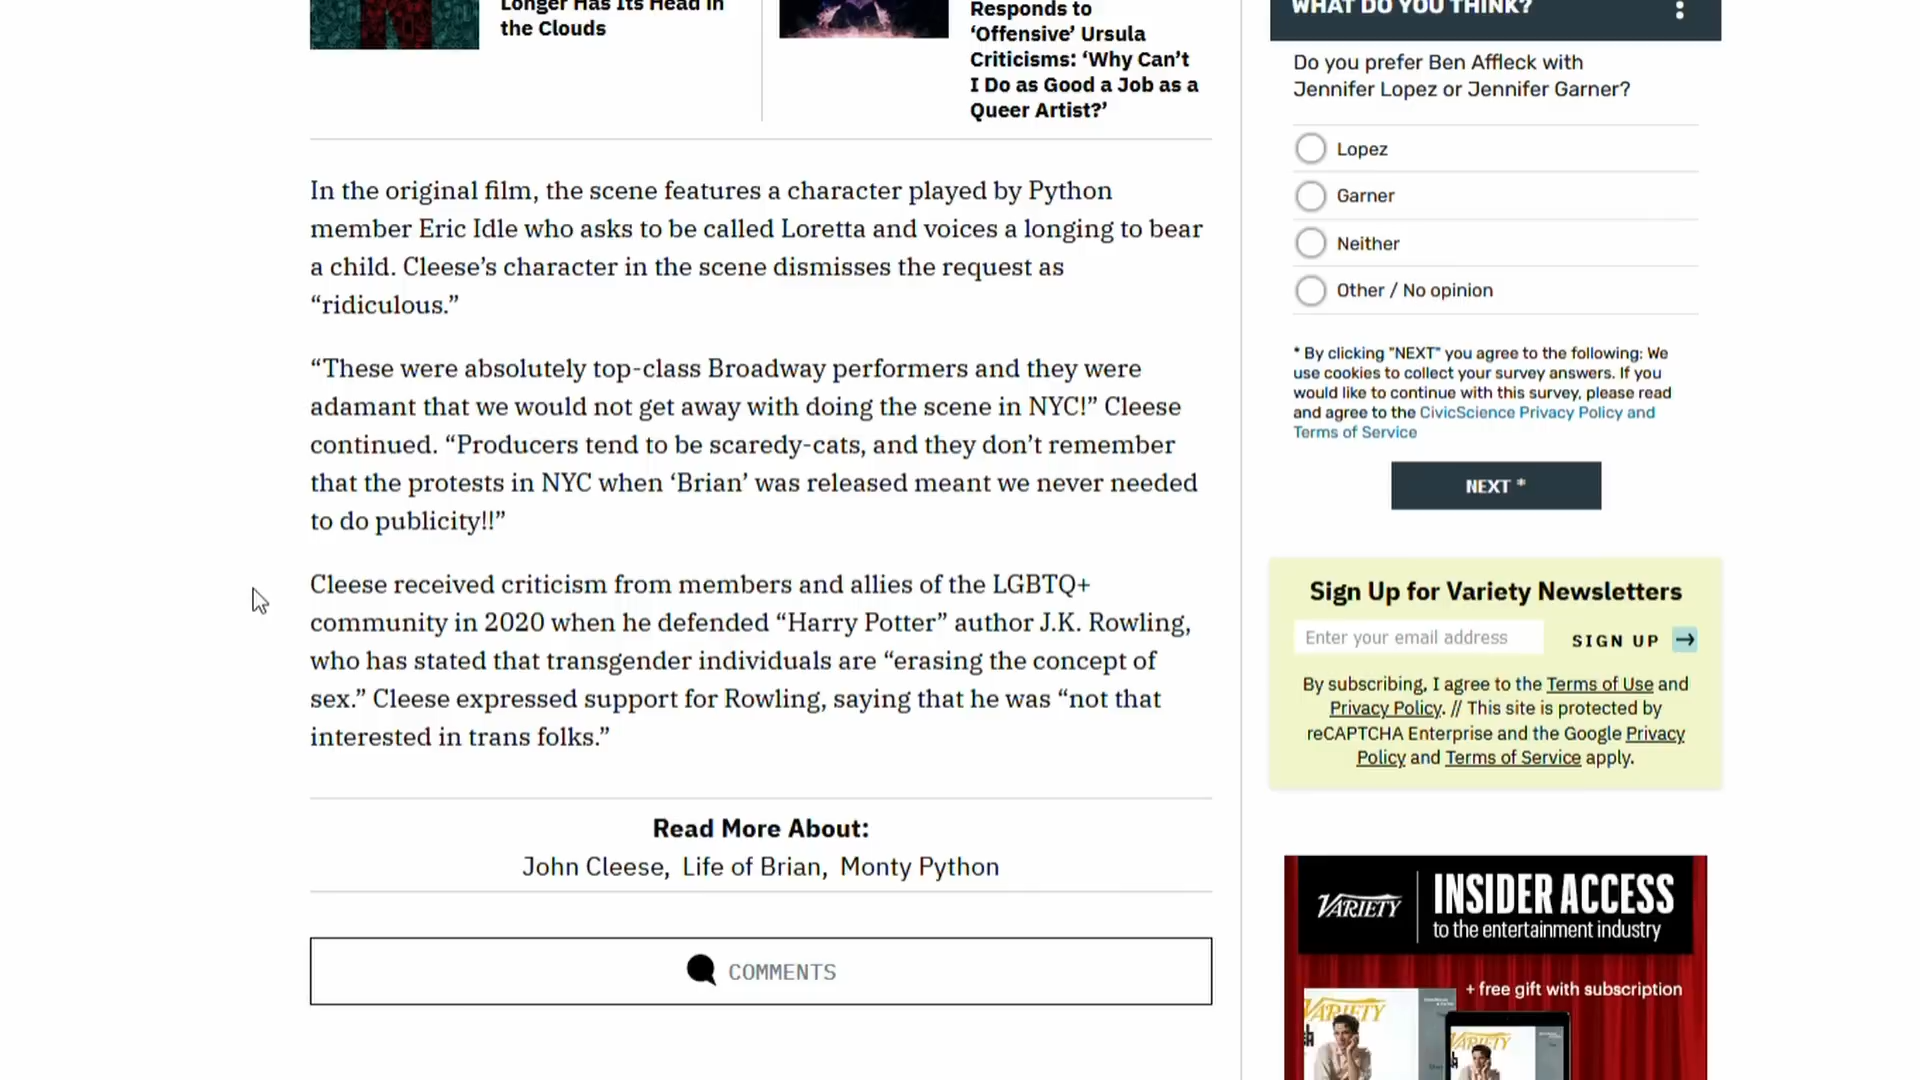 Longer Has Its Head in
the Clouds
Responds to
‘Offensive’ Ursula
Criticisms: ‘Why Can’t
I Do as Good a Job as a
Queer Artist?’
In the original film, the scene features a character played by Python
member Eric Idle who asks to be called Loretta and voices a longing to bear
a child. Cleese’s character in the scene dismisses the request as
“ridiculous.”
“These were absolutely top-class Broadway performers and they were
adamant that we would not get away with doing the scene in NYC!” Cleese
continued. “Producers tend to be scaredy-cats, and they don’t remember
that the protests in NYC when ‘Brian’ was released meant we never needed
to do publicity!!”
Cleese received criticism from members and allies of the LGBTQ+
community in 2020 when he defended “Harry Potter” author J.K. Rowling,
who has stated that transgender individuals are “erasing the concept of
sex.” Cleese expressed support for Rowling, saying that he was “not that
interested in trans folks.”
Read More About:
John Cleese, Life of Brian, Monty Python
COMMENTS
WHAT DO YOU THINK?
Do you prefer Ben Affleck with
Jennifer Lopez or Jennifer Garner?
Lopez
Garner
Neither
Other / No opinion
* By clicking "NEXT" you agree to the following: We
use cookies to collect your survey answers. If you
would like to continue with this survey, please read
and agree to the CivicScience Privacy Policy and
Terms of Service
NEXT *
Sign Up for Variety Newsletters
Enter your email address
SIGN UP →
By subscribing, I agree to the Terms of Use and
Privacy Policy. // This site is protected by
reCAPTCHA Enterprise and the Google Privacy
Policy and Terms of Service apply.
VARIETY
INSIDER ACCESS
to the entertainment industry
+ free gift with subscription
VARIETY
VARIETY